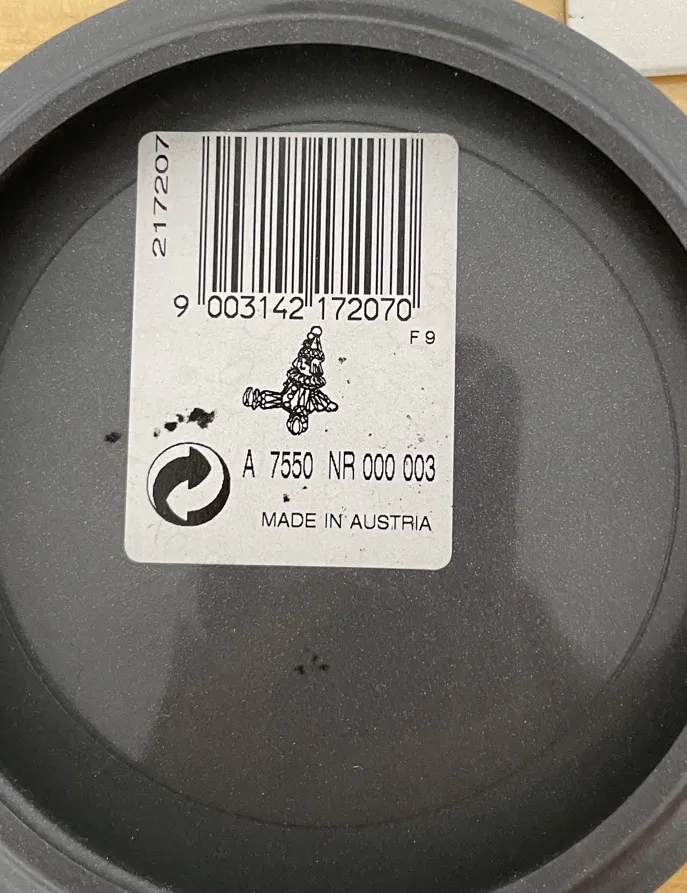 217207
9 003142 172070
F 9
A 7550 NR 000 003
MADE IN AUSTRIA